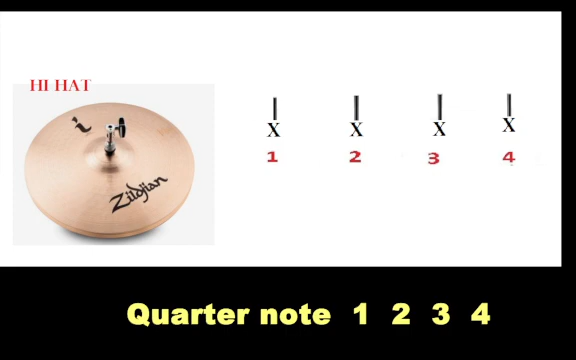 HI HAT
i
Zildjian
X X X X
1 2 3 4
Quarter note 1 2 3 4